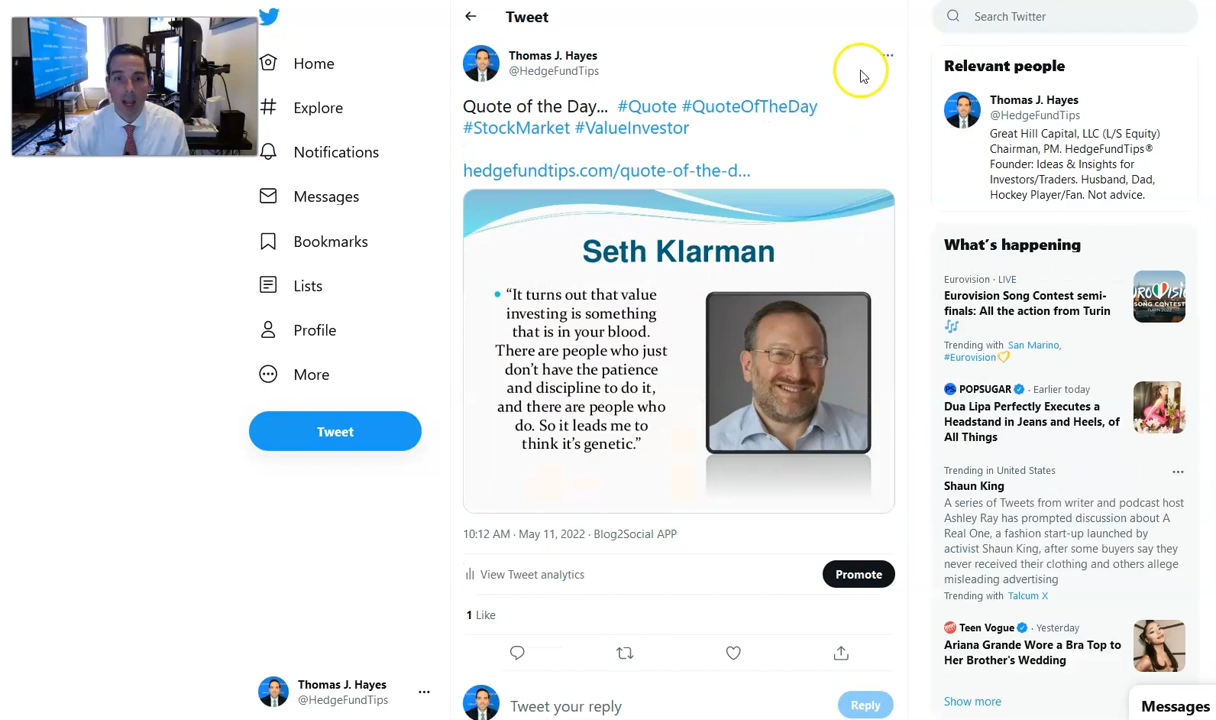 Home
Explore
Notifications
Messages
Bookmarks
Lists
Profile
More
Tweet
Thomas J. Hayes
@HedgeFundTips
Tweet
Thomas J. Hayes
@HedgeFundTips
Quote of the Day... #Quote #QuoteOfTheDay
#StockMarket #ValueInvestor
hedgefundtips.com/quote-of-the-d...
Seth Klarman
• “It turns out that value
investing is something
that is in your blood.
There are people who just
don’t have the patience
and discipline to do it,
and there are people who
do. So it leads me to
think it’s genetic.”
10:12 AM · May 11, 2022 · Blog2Social APP
View Tweet analytics
Promote
1 Like
Tweet your reply
Reply
Search Twitter
Relevant people
Thomas J. Hayes
@HedgeFundTips
Great Hill Capital, LLC (L/S Equity)
Chairman, PM. HedgeFundTips®
Founder: Ideas & Insights for
Investors/Traders. Husband, Dad,
Hockey Player/Fan. Not advice.
What’s happening
Eurovision · LIVE
Eurovision Song Contest semi-
finals: All the action from Turin
🎶
Trending with San Marino,
#Eurovision
POPSUGAR · Earlier today
Dua Lipa Perfectly Executes a
Headstand in Jeans and Heels, of
All Things
Trending in United States
Shaun King
A series of Tweets from writer and podcast host
Ashley Ray has prompted discussion about A
Real One, a fashion start-up launched by
activist Shaun King, after some buyers say they
never received their clothing and others allege
misleading advertising
Trending with Talcum X
Teen Vogue · Yesterday
Ariana Grande Wore a Bra Top to
Her Brother's Wedding
Show more
Messages